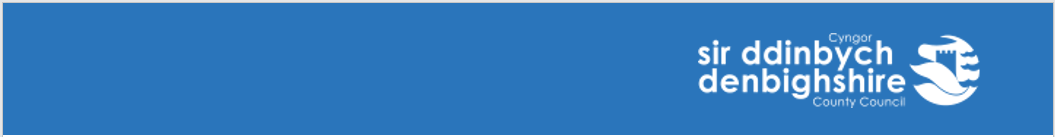 Cyngor
sir ddinbych
denbighshire
County Council